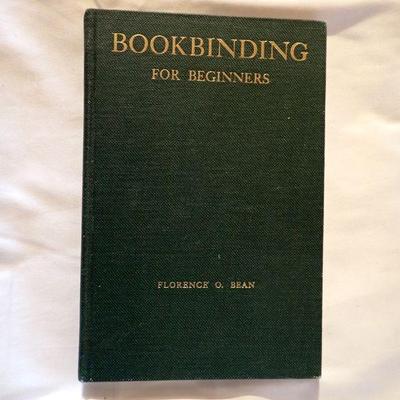 BOOKBINDING
FOR BEGINNERS
FLORENCE O. BEAN